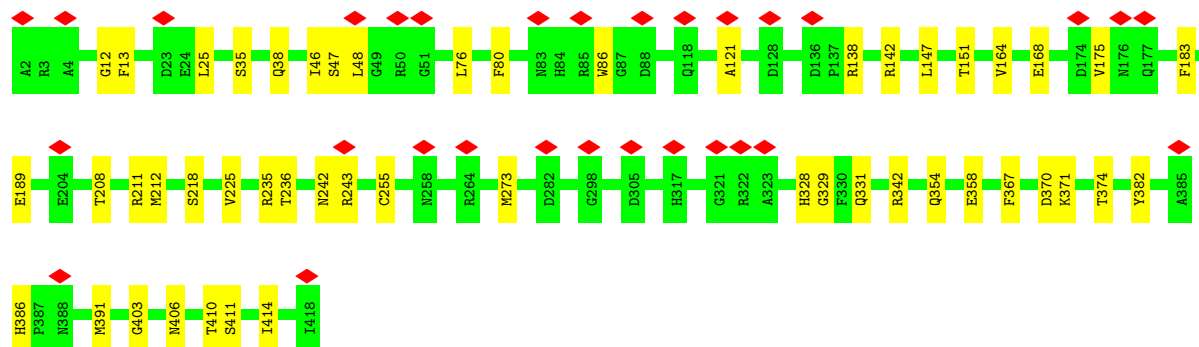 A2 R3 A4 G12 F13 D23 E24 L25 S35 Q38 I46 S47 L48 G49 R50 G51 L76 F80 N83 H84 R85 W86 G87 D88 Q118 A121 D128 D136 P137 R138 R142 L147 T151 V164 E168 D174 V175 N176 Q177 F183
E189 E204 T208 R211 M212 S218 V225 R235 T236 N242 R243 C255 N258 R264 M273 D282 G298 D305 H317 G321 R322 A323 H328 G329 F330 Q331 R342 Q354 E358 F367 D370 K371 T374 Y382 A385
H386 P387 N388 M391 G403 N406 T410 S411 I414 I418